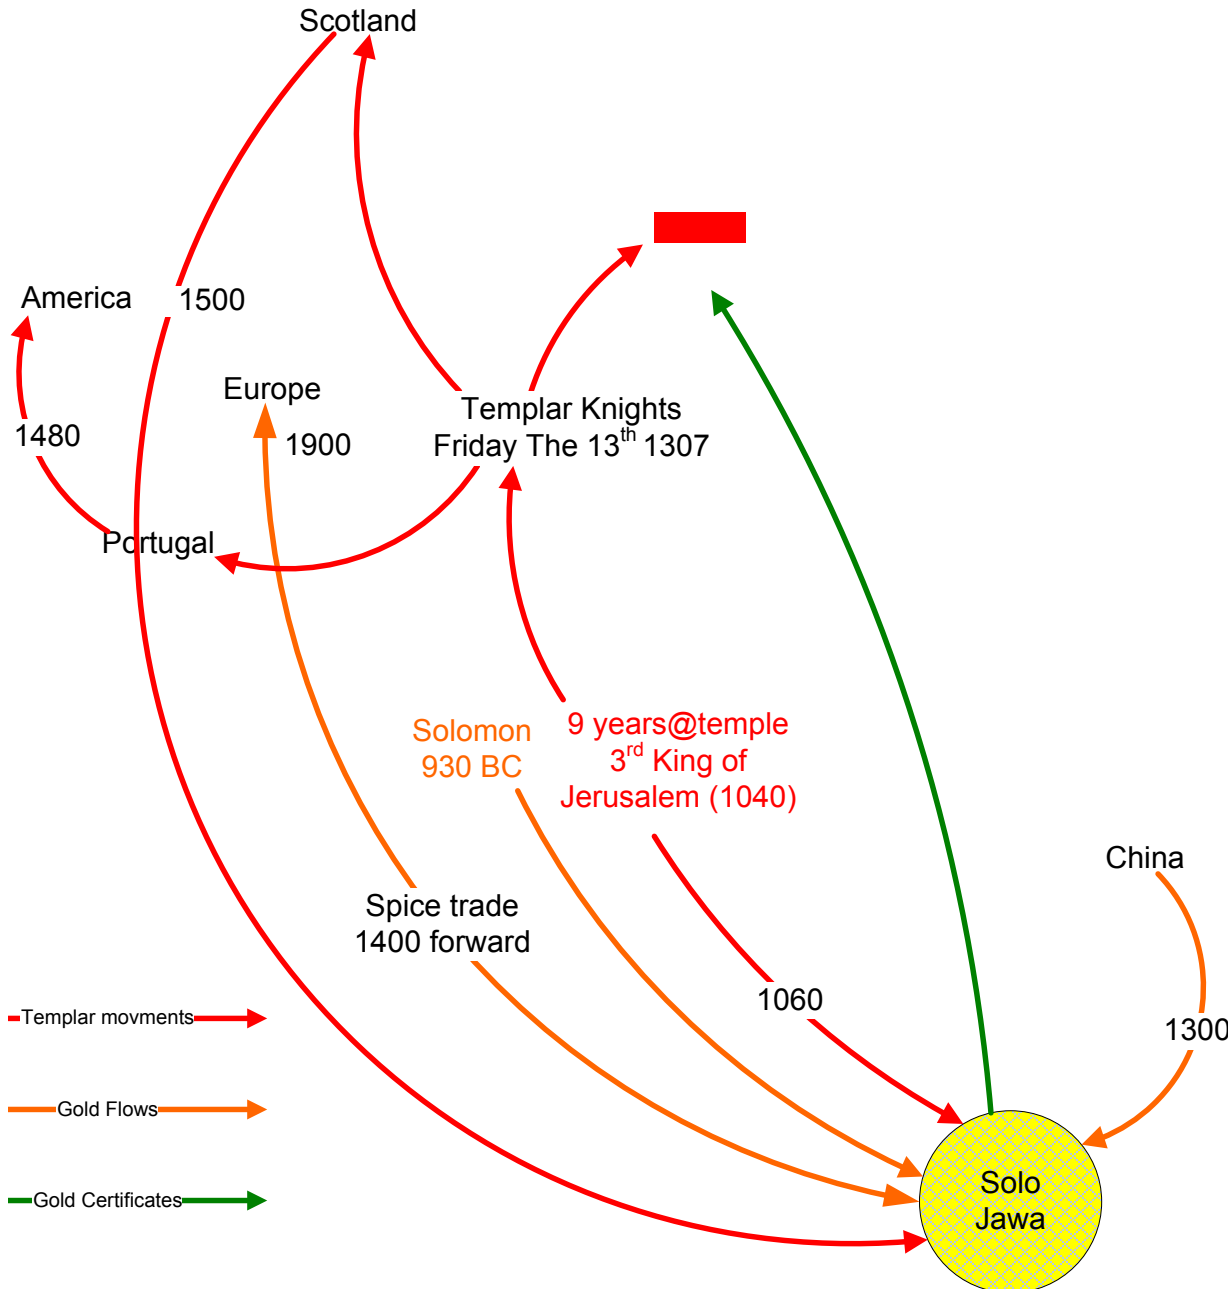 Scotland
America
1500
Europe
1900
Templar Knights
Friday The 13th 1307
1480
Portugal
Solomon
930 BC
9 years@temple
3rd King of
Jerusalem (1040)
China
Spice trade
1400 forward
1060
1300
Templar movments
Gold Flows
Gold Certificates
Solo
Jawa